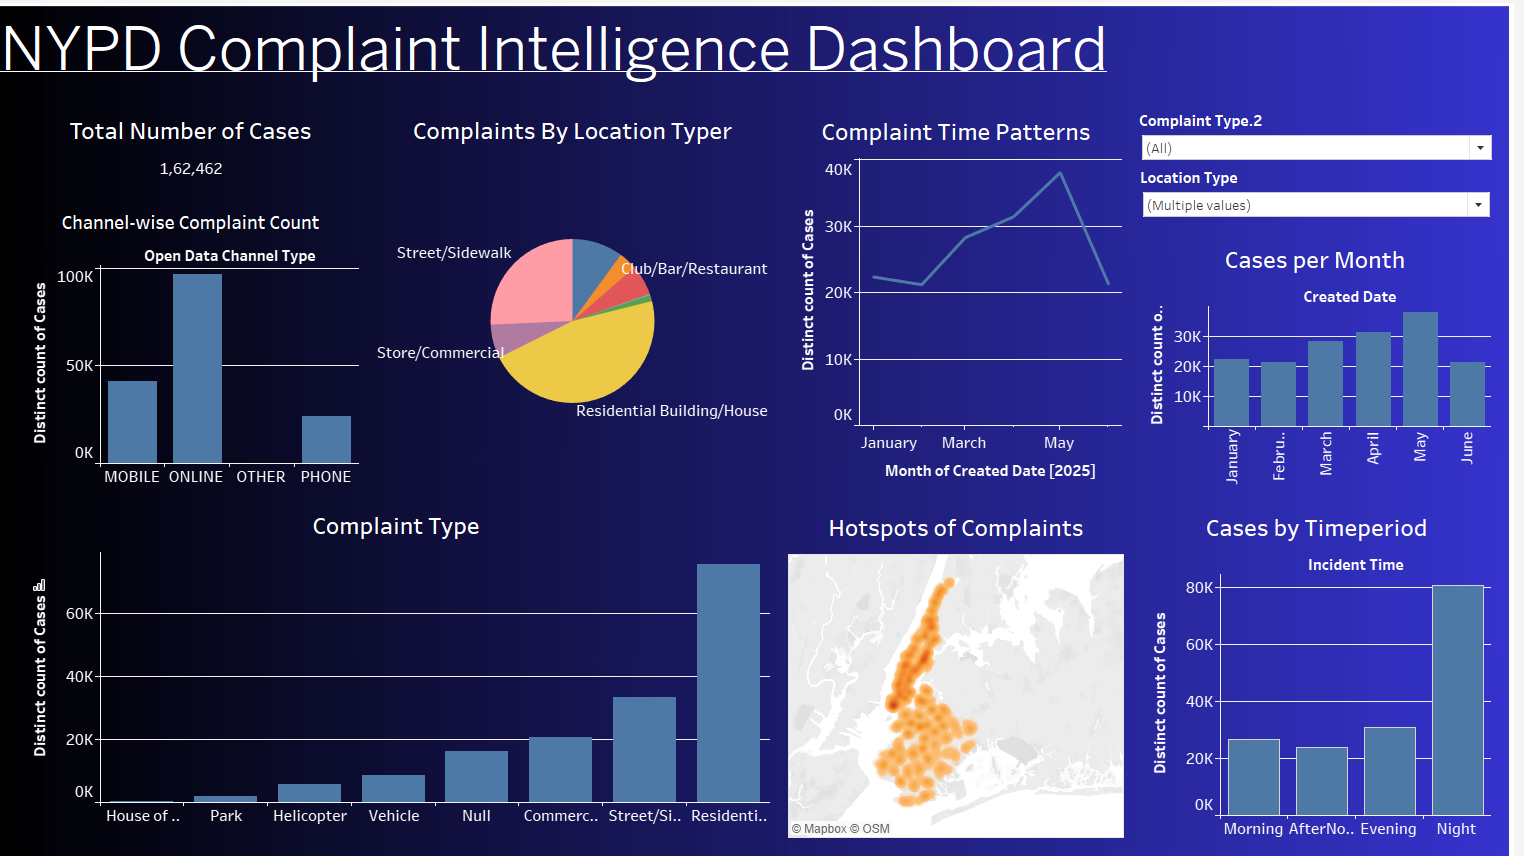 NYPD Complaint Intelligence Dashboard
Total Number of Cases
1,62,462
Channel-wise Complaint Count
Open Data Channel Type
Distinct count of Cases
100K
50K
0K
MOBILE
ONLINE
OTHER
PHONE
Complaints By Location Typer
Street/Sidewalk
Club/Bar/Restaurant
Store/Commercial
Residential Building/House
Complaint Time Patterns
Distinct count of Cases
40K
30K
20K
10K
0K
January
March
May
Month of Created Date [2025]
Complaint Type.2
(All)
Location Type
(Multiple values)
Cases per Month
Created Date
Distinct count o..
30K
20K
10K
January
Febru..
March
April
May
June
Complaint Type
Distinct count of Cases
60K
40K
20K
0K
House of ..
Park
Helicopter
Vehicle
Null
Commerc..
Street/Si..
Residenti..
Hotspots of Complaints
© Mapbox © OSM
Cases by Timeperiod
Incident Time
Distinct count of Cases
80K
60K
40K
20K
0K
Morning
AfterNo..
Evening
Night